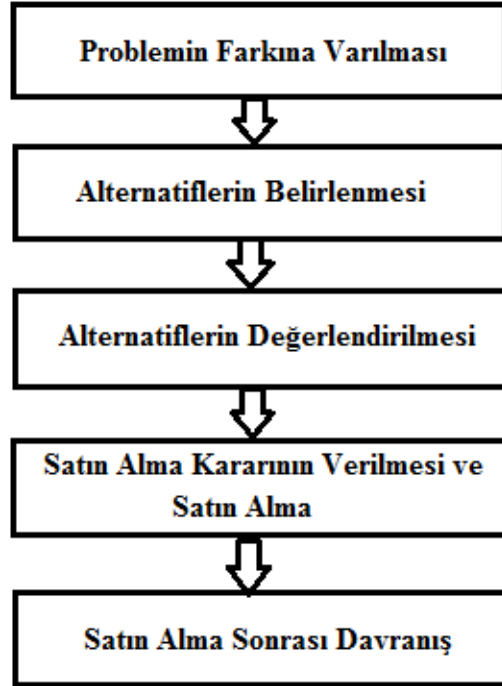 Problemin Farkına Varılması
Alternatiflerin Belirlenmesi
Alternatiflerin Değerlendirilmesi
Satın Alma Kararının Verilmesi ve
Satın Alma
Satın Alma Sonrası Davranış